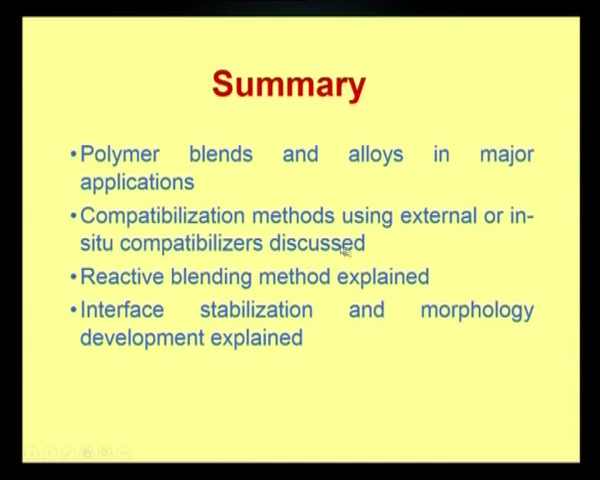 Summary
•Polymer blends and alloys in major
applications
•Compatibilization methods using external or in-
situ compatibilizers discussed
•Reactive blending method explained
•Interface stabilization and morphology
development explained